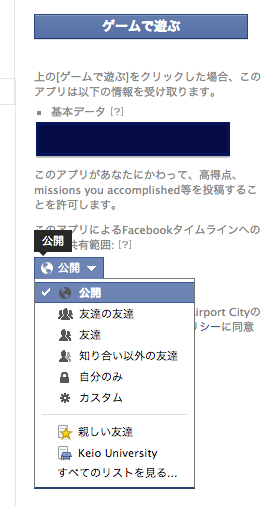 ゲームで遊ぶ
上の[ゲームで遊ぶ]をクリックした場合、この
アプリは以下の情報を受け取ります。
基本データ [?]
このアプリがあなたにかわって、高得点、
missions you accomplished等を投稿するこ
とを許可します。
このアプリによるFacebookタイムラインへの
共有範囲: [?]
公開
公開
公開
irport Cityの
友達の友達
リシーに同意
友達
知り合い以外の友達
自分のみ
カスタム
親しい友達
Keio University
すべてのリストを見る...